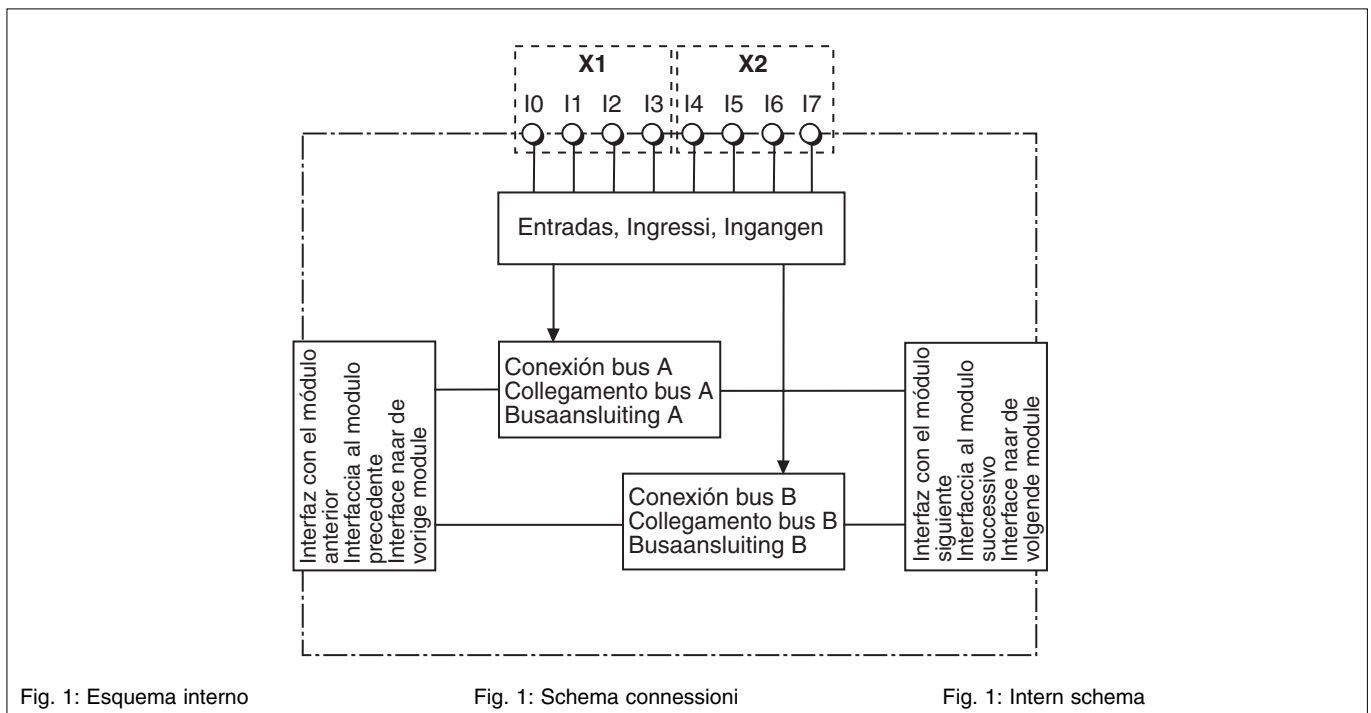 X1 X2
I0 I1 I2 I3 I4 I5 I6 I7
Entradas, Ingressi, Ingangen
Interfaz con el módulo
anterior
Interfaccia al modulo
precedente
Interface naar de
vorige module
Conexión bus A
Collegamento bus A
Busaansluiting A
Conexión bus B
Collegamento bus B
Busaansluiting B
Interfaz con el módulo
siguiente
Interfaccia al modulo
successivo
Interface naar de
volgende module
Fig. 1: Esquema interno Fig. 1: Schema connessioni Fig. 1: Intern schema